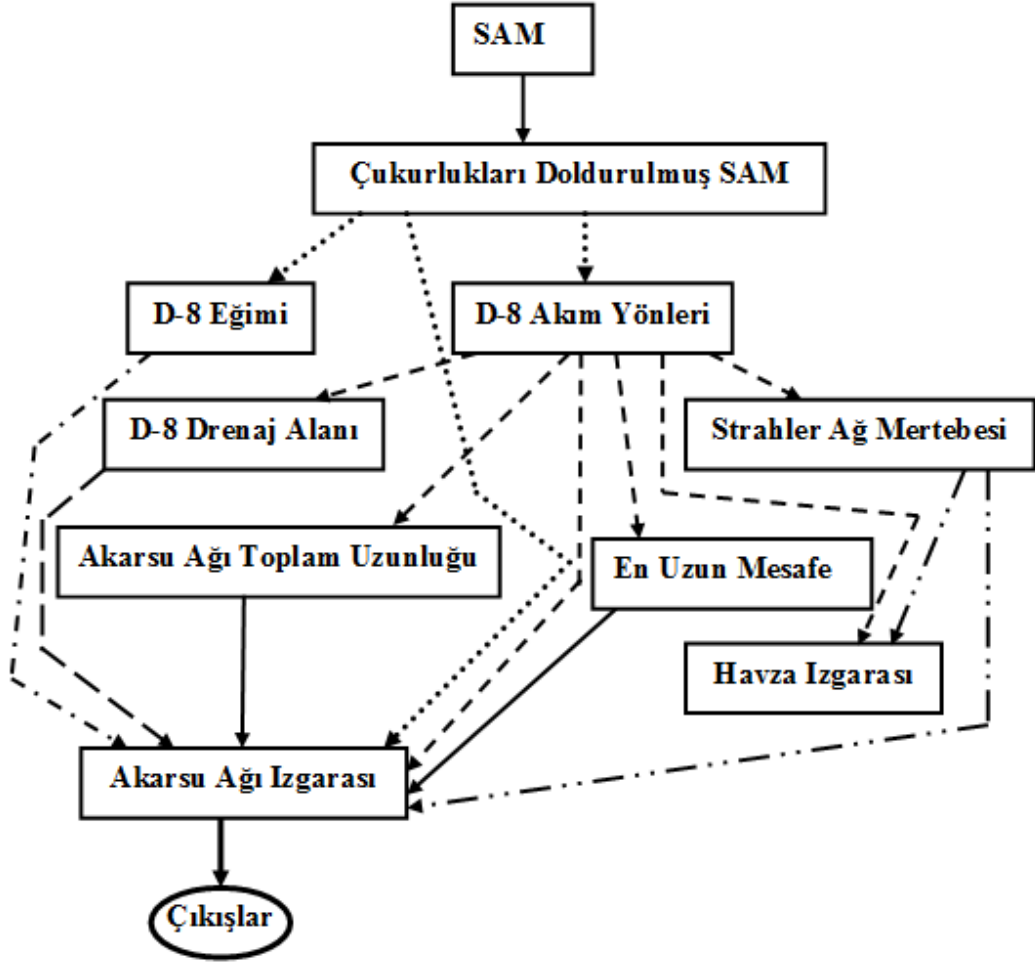 SAM
Çukurlukları Doldurulmuş SAM
D-8 Eğimi
D-8 Akım Yönleri
D-8 Drenaj Alanı
Strahler Ağ Mertebesi
Akarsu Ağı Toplam Uzunluğu
En Uzun Mesafe
Havza Izgarası
Akarsu Ağı Izgarası
Çıkışlar